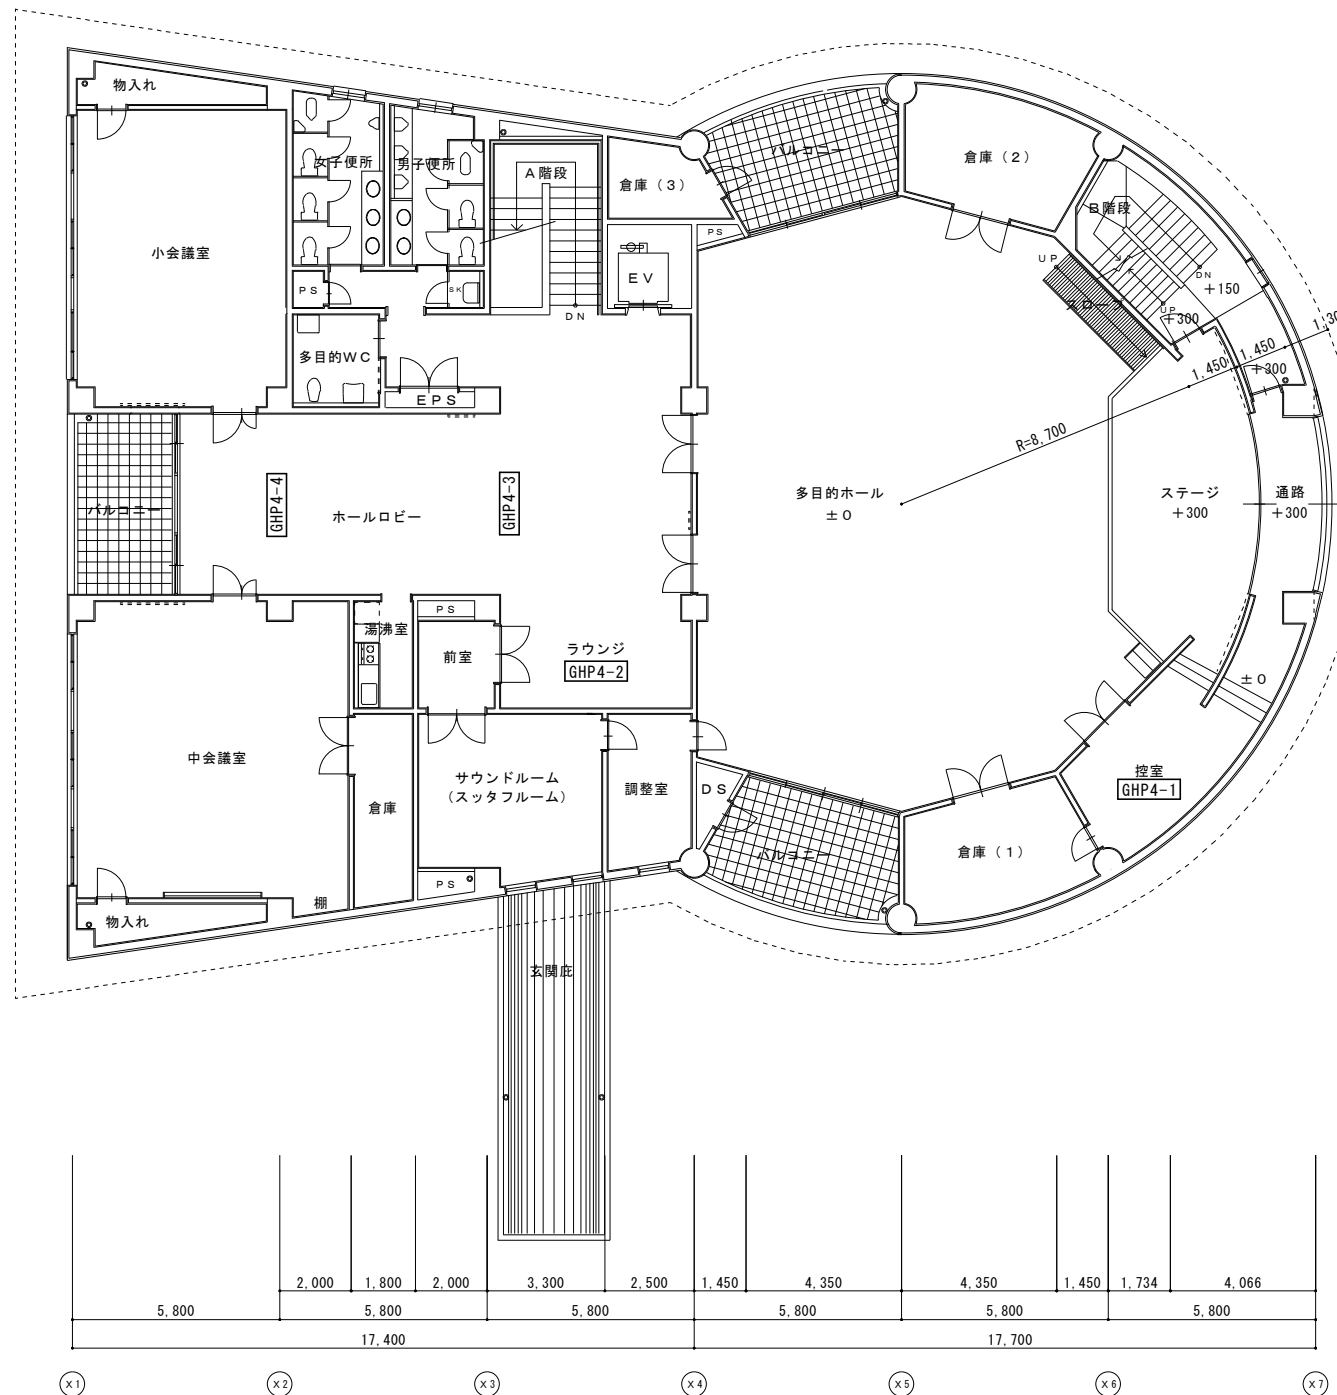 物入れ
女子便所
男子便所
A階段
倉庫（3）
バルコニー
倉庫（2）
B階段
小会議室
PS
SK
PS
EV
DN
UP
スロープ
DN
+150
UP
+300
1,450
1,450
+300
多目的WC
EPS
R=8,700
バルコニー
GHP4-4
ホールロビー
GHP4-3
多目的ホール
±0
ステージ
+300
通路
+300
湯沸室
PS
前室
ラウンジ
GHP4-2
±0
中会議室
倉庫
サウンドルーム
（スッタフルーム）
調整室
DS
バルコニー
倉庫（1）
控室
GHP4-1
物入れ
棚
PS
玄関庇
2,000 1,800 2,000 3,300 2,500 1,450 4,350 4,350 1,450 1,734 4,066
5,800 5,800 5,800 5,800 5,800 5,800
17,400 17,700
X1 X2 X3 X4 X5 X6 X7